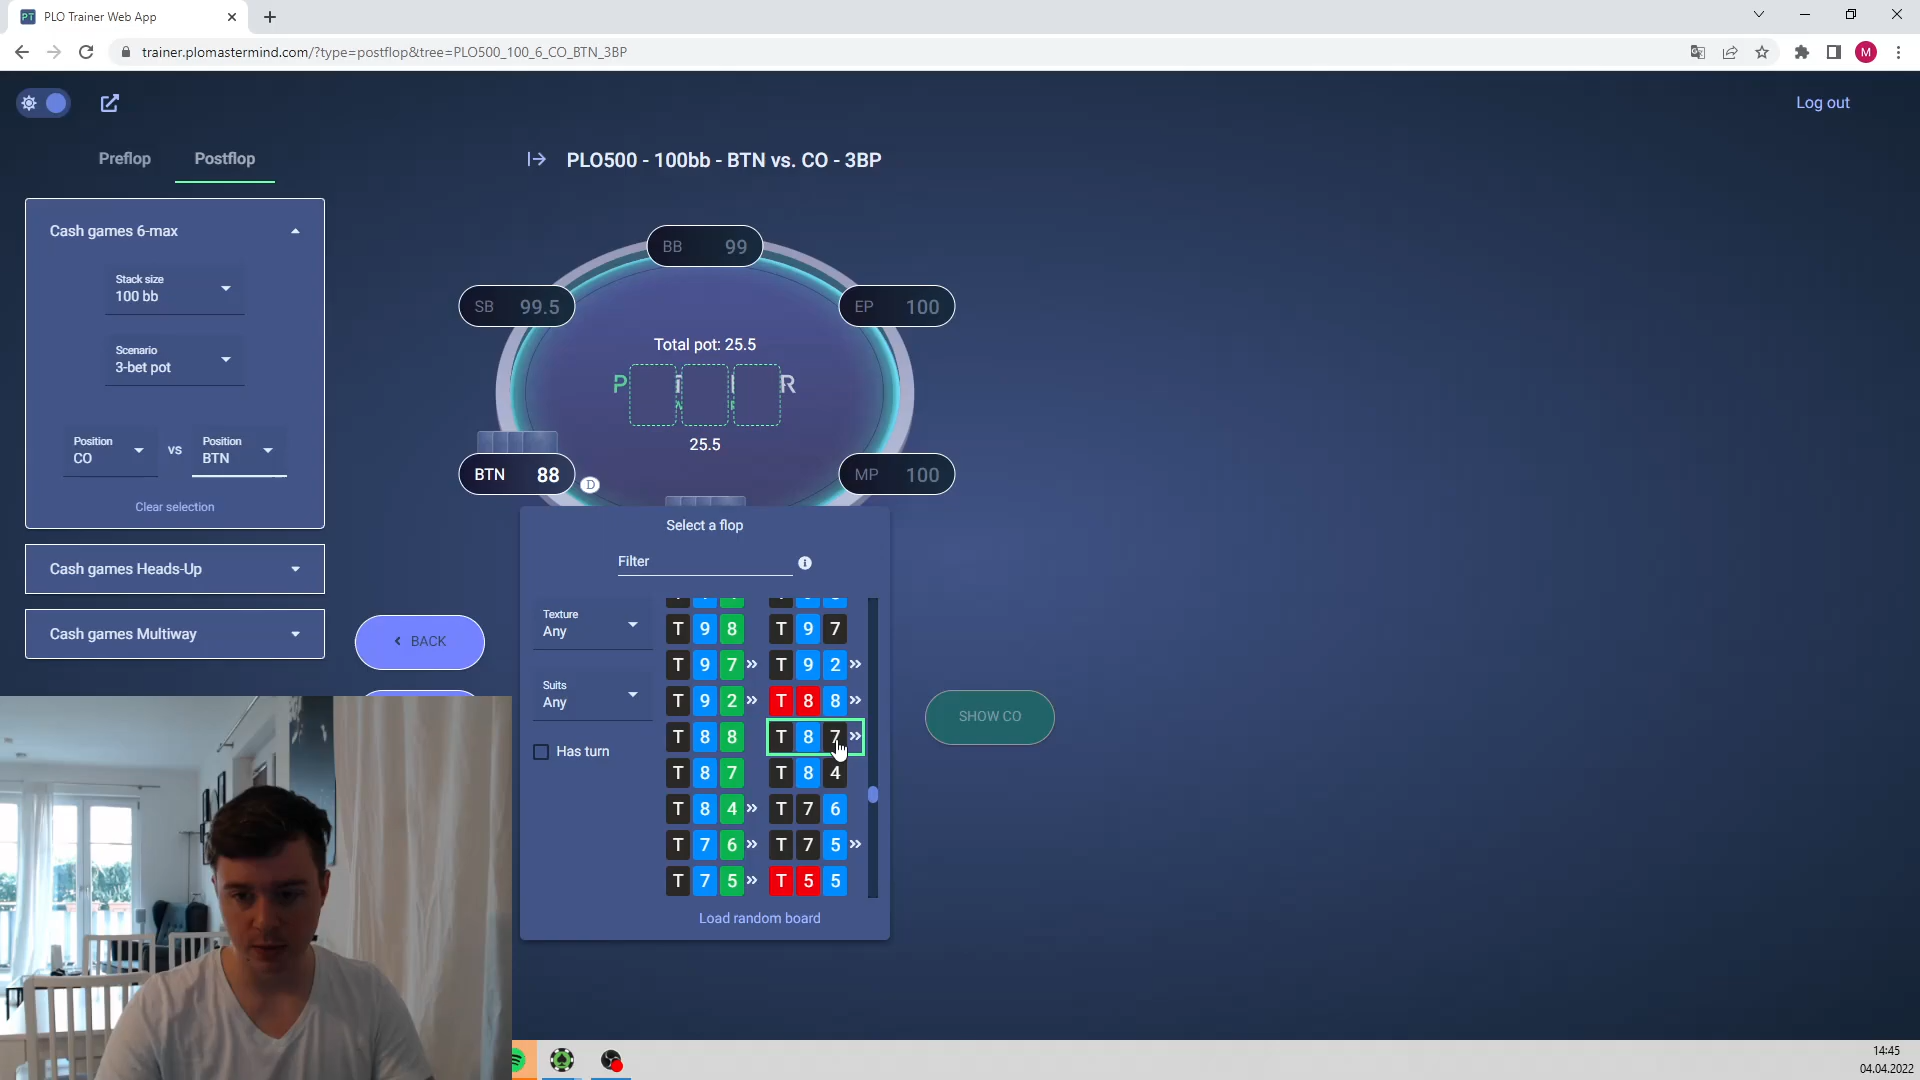 PT PLO Trainer Web App
trainer.plomastermind.com/?type=postflop&tree=PLO500_100_6_CO_BTN_3BP
M
Log out
Preflop Postflop
PLO500 - 100bb - BTN vs. CO - 3BP
Cash games 6-max
Stack size
100 bb
Scenario
3-bet pot
Position
CO
vs
Position
BTN
Clear selection
Cash games Heads-Up
Cash games Multiway
BB 99
SB 99.5
EP 100
Total pot: 25.5
P R
25.5
BTN 88
D
MP 100
BACK
SHOW CO
Select a flop
Filter
Texture
Any
Suits
Any
Has turn
T 9 8 T 9 7
T 9 7 » T 9 2 »
T 9 2 » T 8 8 »
T 8 8 T 8 7 »
T 8 7 T 8 4
T 8 4 » T 7 6
T 7 6 » T 7 5 »
T 7 5 » T 5 5
Load random board
14:45
04.04.2022